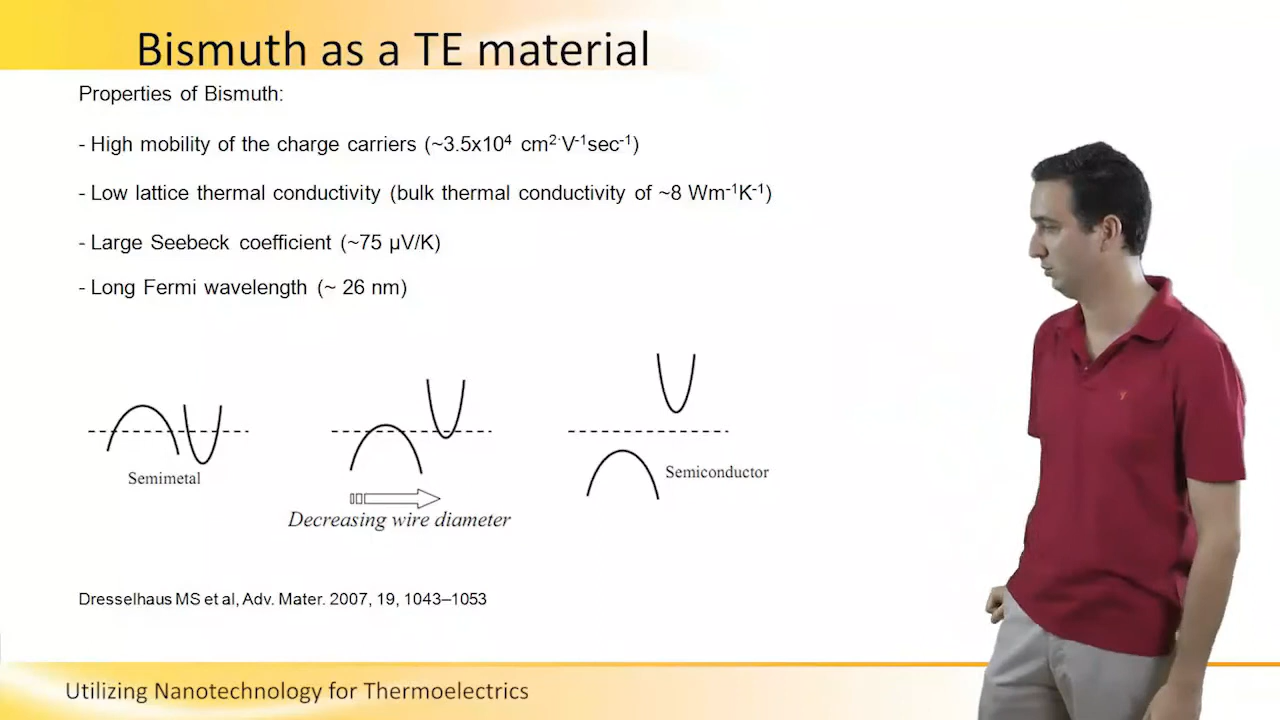 Bismuth as a TE material
Properties of Bismuth:
- High mobility of the charge carriers (~3.5x10⁴ cm²·V⁻¹sec⁻¹)
- Low lattice thermal conductivity (bulk thermal conductivity of ~8 Wm⁻¹K⁻¹)
- Large Seebeck coefficient (~75 µV/K)
- Long Fermi wavelength (~ 26 nm)
Semimetal
Semiconductor
Decreasing wire diameter
Dresselhaus MS et al, Adv. Mater. 2007, 19, 1043–1053
Utilizing Nanotechnology for Thermoelectrics